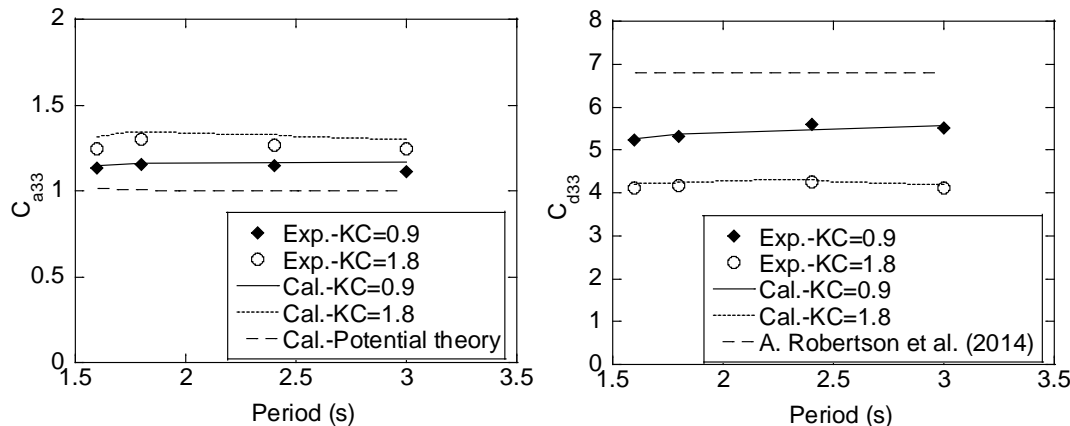 2
1.5
1
0.5
0
C_a33
Exp.-KC=0.9
Exp.-KC=1.8
Cal.-KC=0.9
Cal.-KC=1.8
Cal.-Potential theory
1.5 2 2.5 3 3.5
Period (s)
8
7
6
5
4
3
2
1
0
C_d33
Exp.-KC=0.9
Exp.-KC=1.8
Cal.-KC=0.9
Cal.-KC=1.8
A. Robertson et al. (2014)
1.5 2 2.5 3 3.5
Period (s)